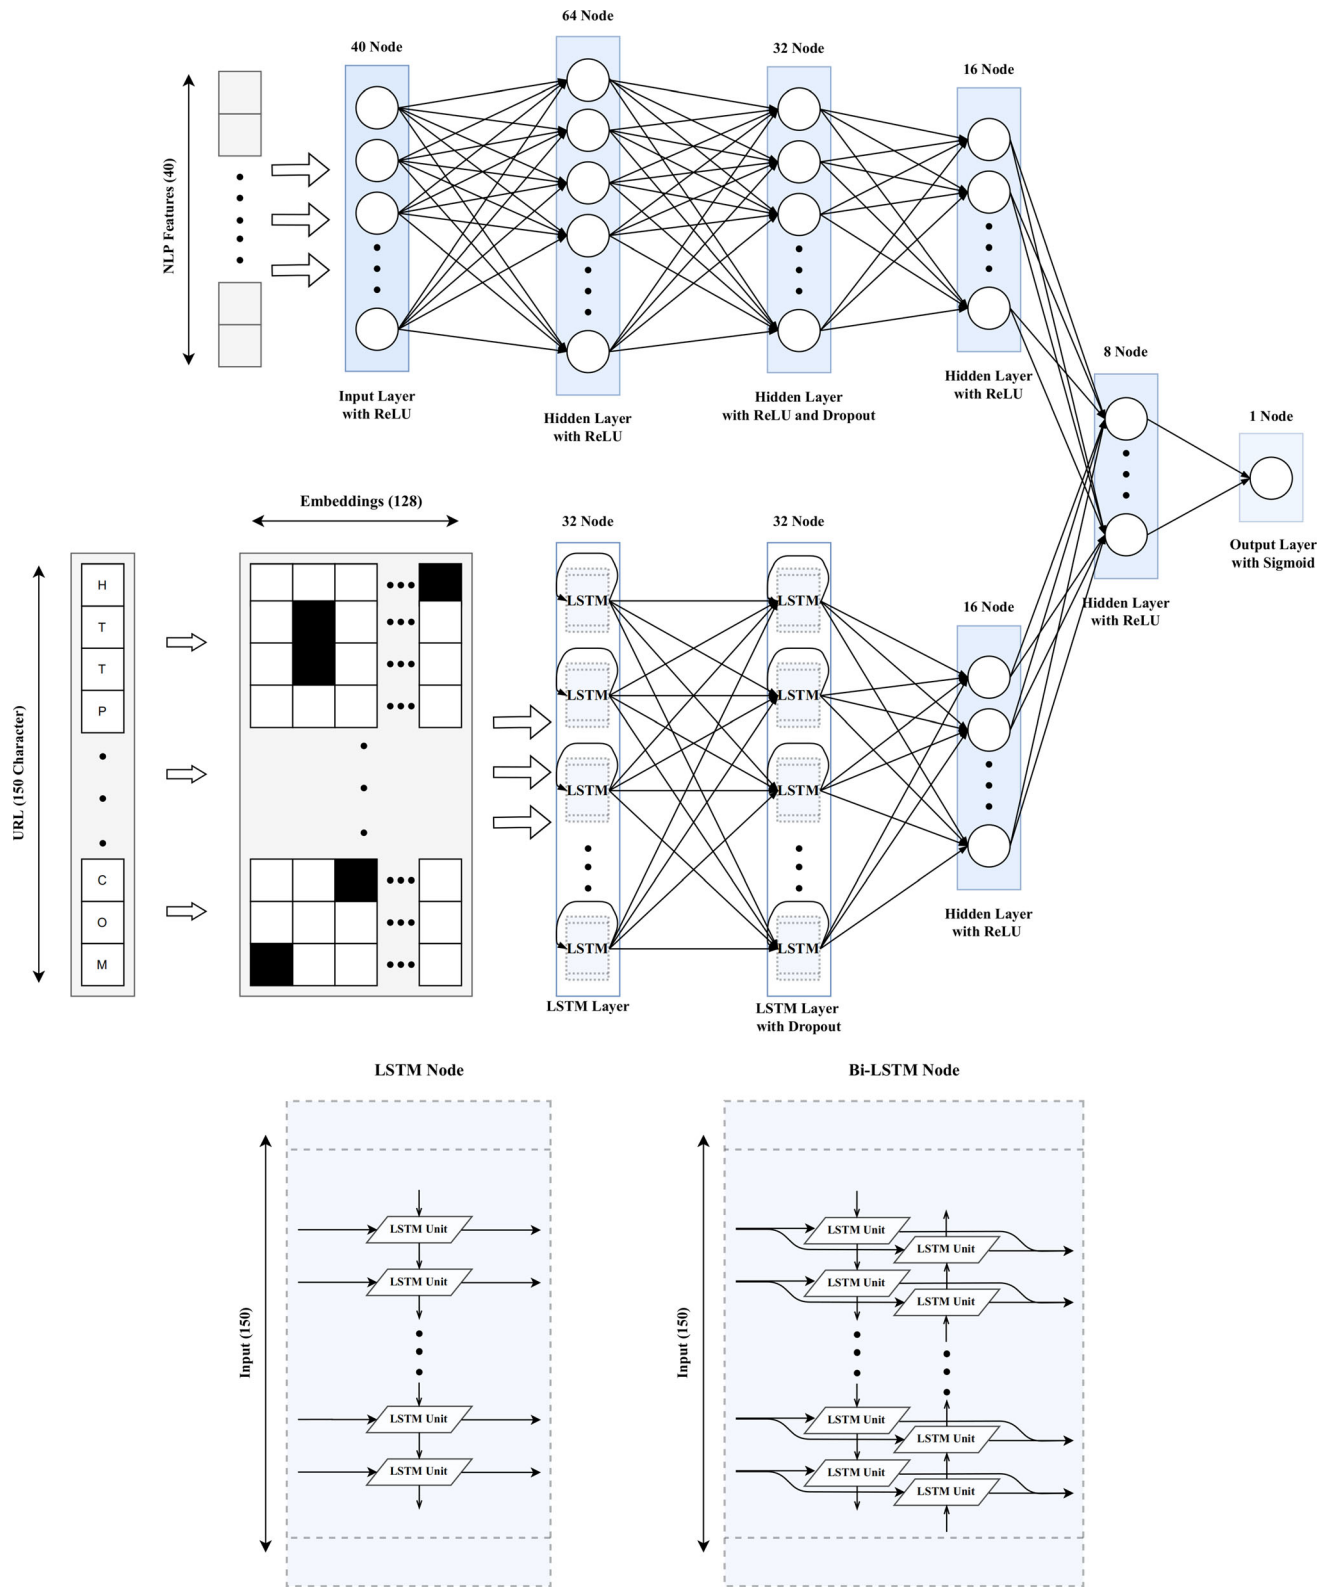 64 Node
40 Node
32 Node
16 Node
NLP Features (40)
8 Node
Input Layer
with ReLU
Hidden Layer
with ReLU
Hidden Layer
with ReLU and Dropout
Hidden Layer
with ReLU
1 Node
Output Layer
with Sigmoid
Hidden Layer
with ReLU
Embeddings (128)
32 Node
32 Node
16 Node
URL (150 Character)
H
T
T
P
C
O
M
LSTM
LSTM
LSTM
LSTM
LSTM
LSTM
LSTM
LSTM
Hidden Layer
with ReLU
LSTM Layer
LSTM Layer
with Dropout
LSTM Node
Input (150)
LSTM Unit
LSTM Unit
LSTM Unit
LSTM Unit
Bi-LSTM Node
Input (150)
LSTM Unit
LSTM Unit
LSTM Unit
LSTM Unit
LSTM Unit
LSTM Unit
LSTM Unit
LSTM Unit